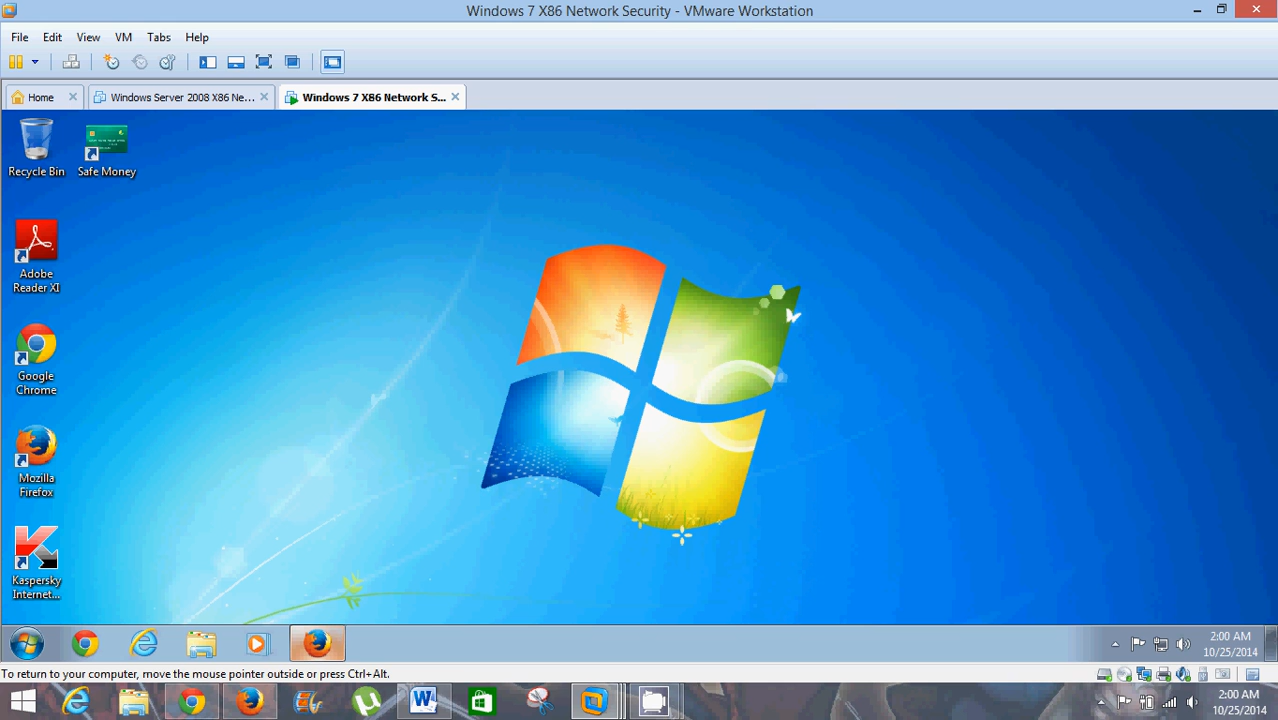 Windows 7 X86 Network Security - VMware Workstation
File Edit View VM Tabs Help
Home
Windows Server 2008 X86 Ne...
Windows 7 X86 Network S...
Recycle Bin
Safe Money
Adobe
Reader XI
Google
Chrome
Mozilla
Firefox
Kaspersky
Internet...
2:00 AM
10/25/2014
To return to your computer, move the mouse pointer outside or press Ctrl+Alt.
2:00 AM
10/25/2014